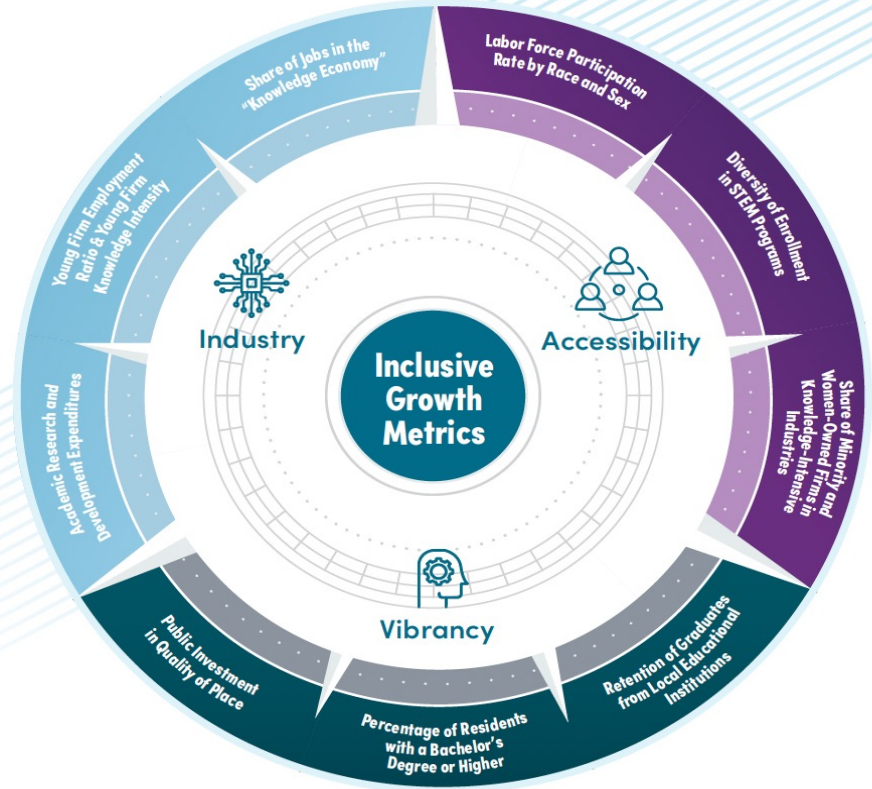 Share of Jobs in the
"Knowledge Economy"
Labor Force Participation
Rate by Race and Sex
Young Firm Employment
Ratio & Young Firm
Knowledge Intensity
Diversity of Enrollment
in STEM Programs
Industry
Accessibility
Inclusive
Growth
Metrics
Academic Research and
Development Expenditures
Share of Minority and
Women-Owned Firms in
Knowledge-Intensive
Industries
Vibrancy
Public Investment
in Quality of Place
Percentage of Residents
with a Bachelor's
Degree or Higher
Retention of Graduates
from Local Educational
Institutions